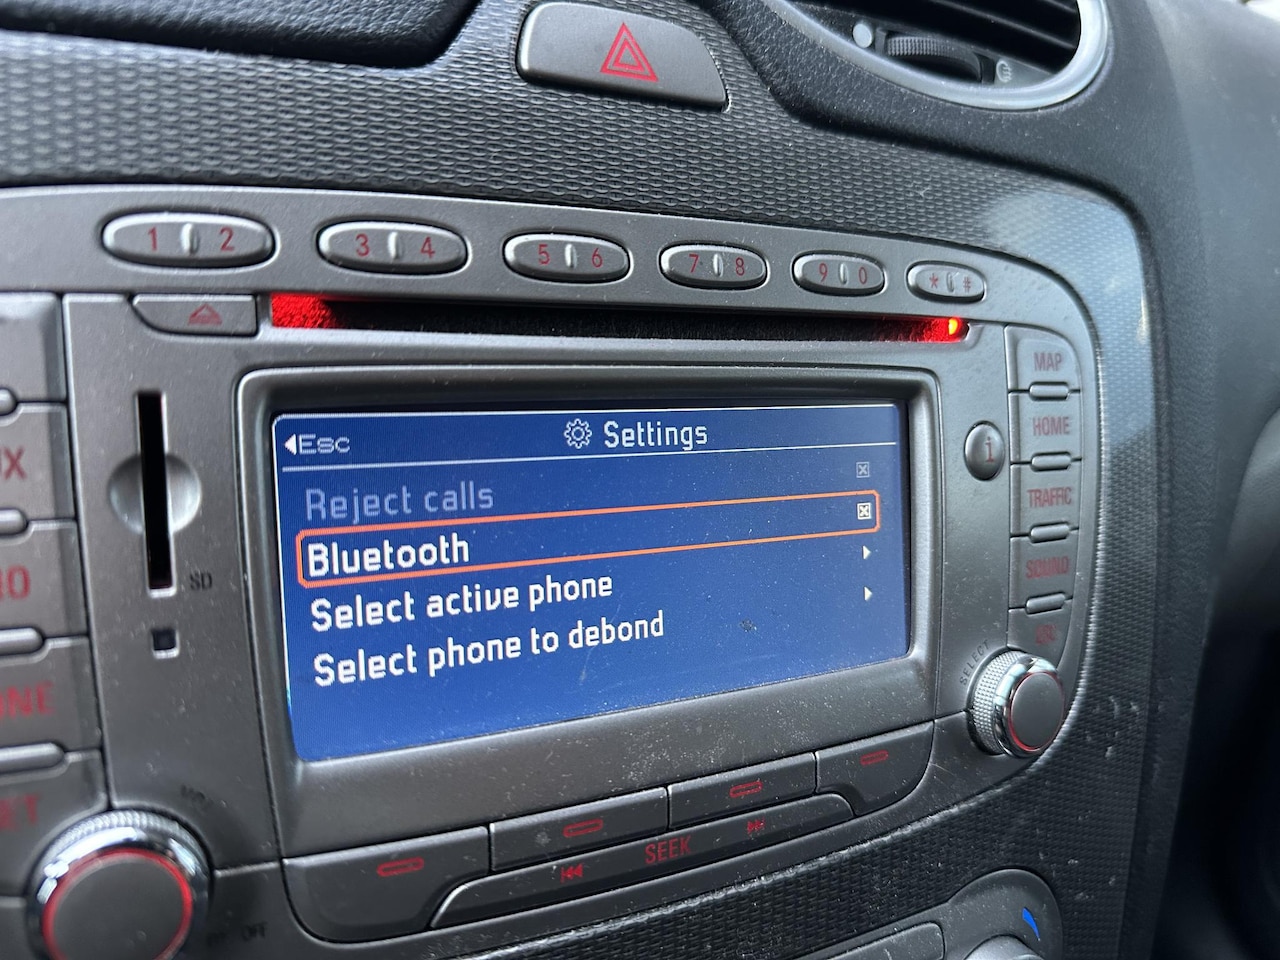 1 2 3 4 5 6 7 8 9 0 * #
MAP
Esc Settings
HOME
i
Reject calls
TRAFFIC
Bluetooth
SD
SOUND
Select active phone
Select phone to debond
SELECT
SEEK
OFF